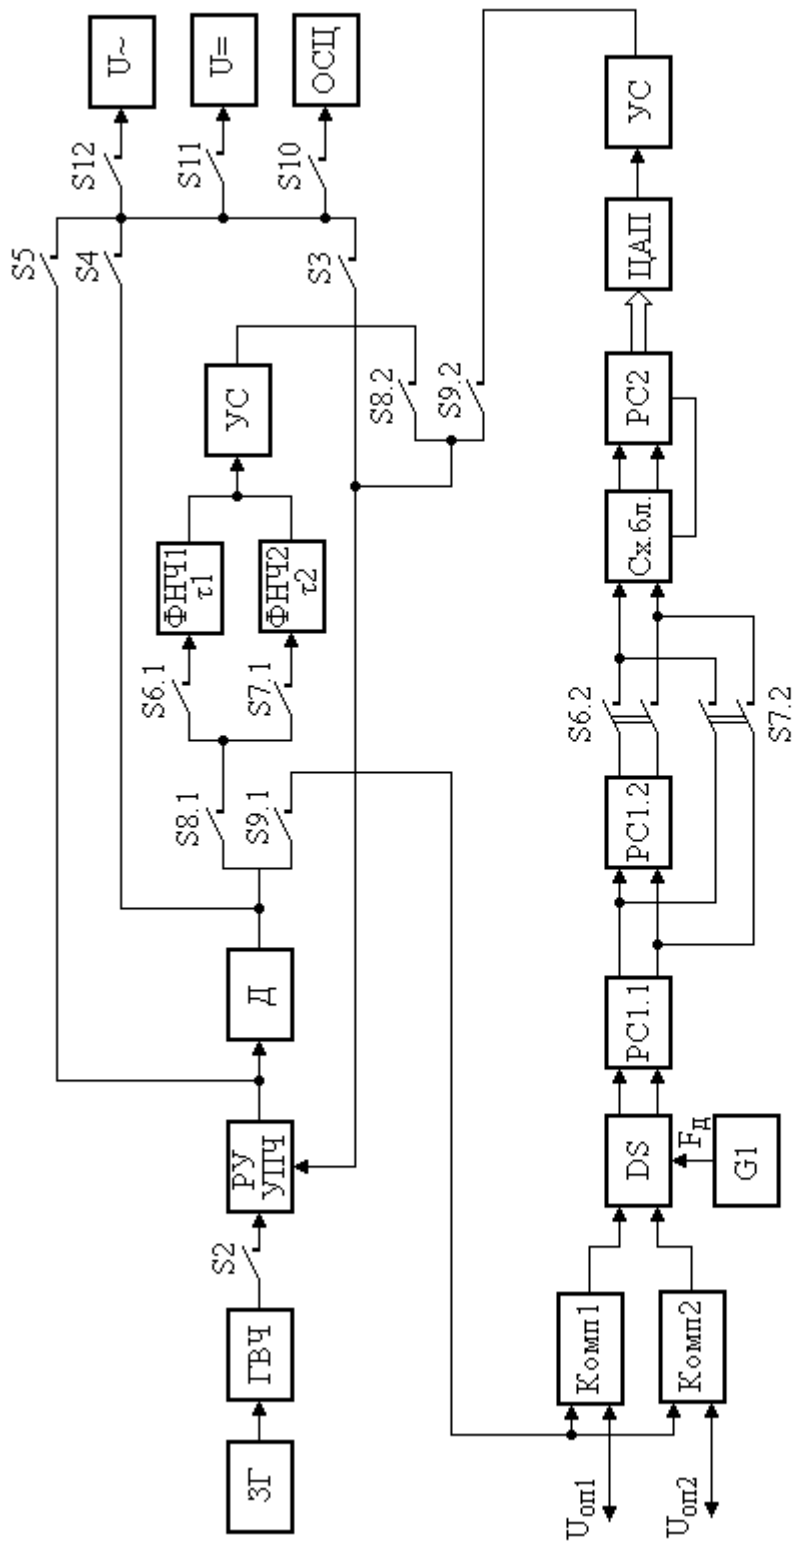 U~
U=
ОСЦ
S12
S11
S10
S5
S4
S3
УС
S8.2
S9.2
ФНЧ1
τ1
ФНЧ2
τ2
S6.1
S7.1
S8.1
S9.1
Д
РУ
УПЧ
S2
ГВЧ
ЗГ
УС
ЦАП
РС2
Сх.бл.
S6.2
S7.2
РС1.2
РС1.1
DS
Fд
G1
Комп1
Комп2
Uоп1
Uоп2